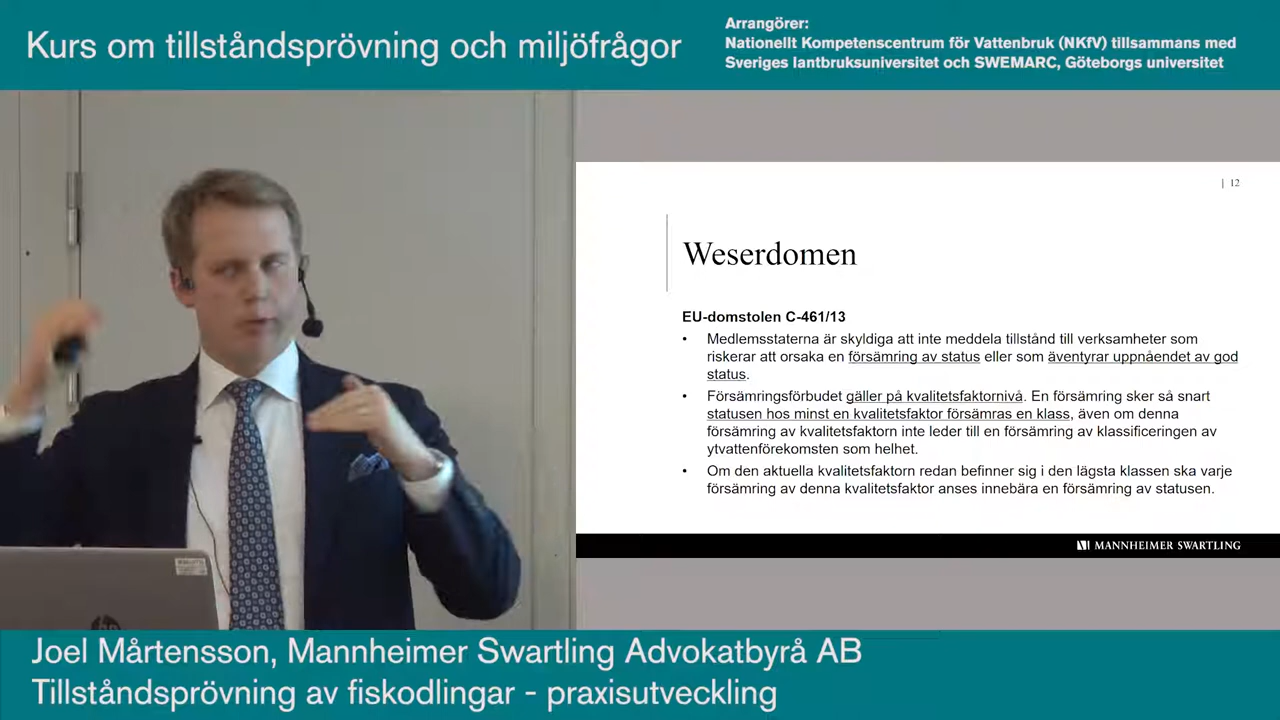 Kurs om tillståndsprövning och miljöfrågor
Arrangörer:
Nationellt Kompetenscentrum för Vattenbruk (NKfV) tillsammans med
Sveriges lantbruksuniversitet och SWEMARC, Göteborgs universitet
| 12
Weserdomen
EU-domstolen C-461/13
• Medlemsstaterna är skyldiga att inte meddela tillstånd till verksamheter som
riskerar att orsaka en försämring av status eller som äventyrar uppnåendet av god
status.
• Försämringsförbudet gäller på kvalitetsfaktornivå. En försämring sker så snart
statusen hos minst en kvalitetsfaktor försämras en klass, även om denna
försämring av kvalitetsfaktorn inte leder till en försämring av klassificeringen av
ytvattenförekomsten som helhet.
• Om den aktuella kvalitetsfaktorn redan befinner sig i den lägsta klassen ska varje
försämring av denna kvalitetsfaktor anses innebära en försämring av statusen.
MANNHEIMER SWARTLING
hp
Joel Mårtensson, Mannheimer Swartling Advokatbyrå AB
Tillståndsprövning av fiskodlingar - praxisutveckling